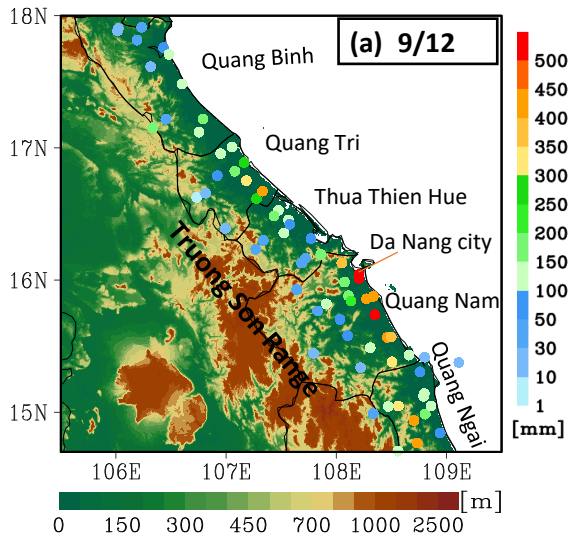 (a) 9/12
18N
17N
16N
15N
106E
107E
108E
109E
Quang Binh
Quang Tri
Thua Thien Hue
Da Nang city
Quang Nam
Quang Ngai
Truong Son Range
500
450
400
350
300
250
200
150
100
50
30
10
1
[mm]
0 150 300 450 700 1000 2500
[m]